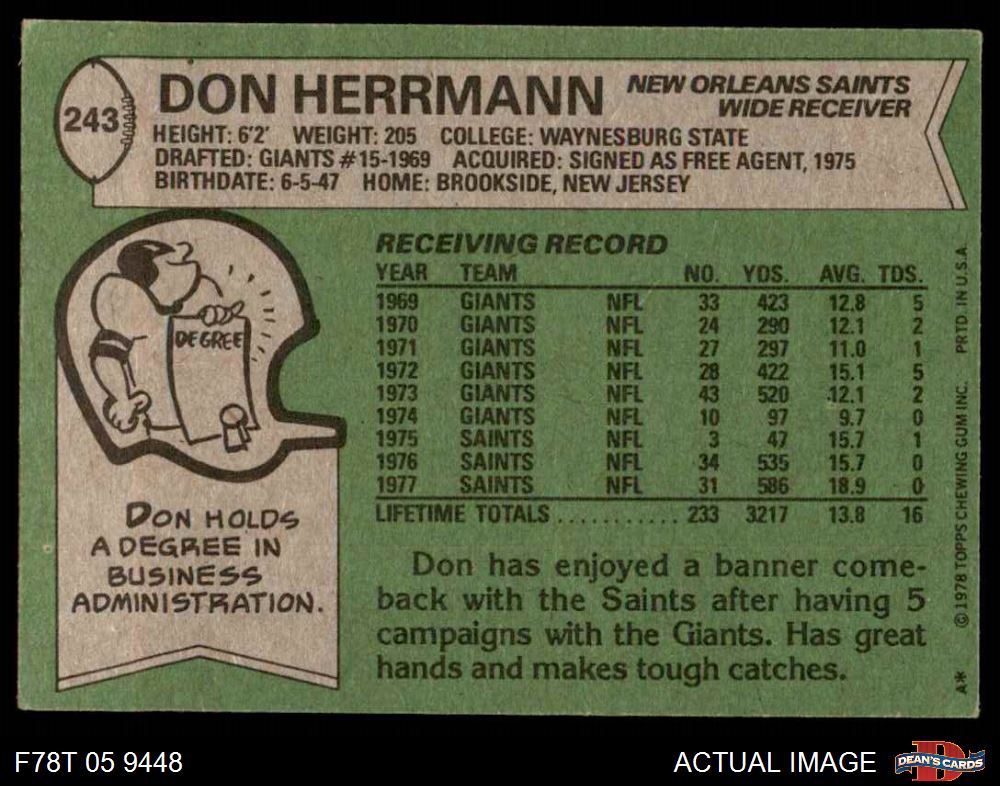 243
DON HERRMANN
NEW ORLEANS SAINTS
WIDE RECEIVER
HEIGHT: 6'2' WEIGHT: 205 COLLEGE: WAYNESBURG STATE
DRAFTED: GIANTS #15-1969 ACQUIRED: SIGNED AS FREE AGENT, 1975
BIRTHDATE: 6-5-47 HOME: BROOKSIDE, NEW JERSEY
DEGREE
DON HOLDS
A DEGREE IN
BUSINESS
ADMINISTRATION.
RECEIVING RECORD
YEAR TEAM NO. YDS. AVG. TDS.
1969 GIANTS NFL 33 423 12.8 5
1970 GIANTS NFL 24 290 12.1 2
1971 GIANTS NFL 27 297 11.0 1
1972 GIANTS NFL 28 422 15.1 5
1973 GIANTS NFL 43 520 12.1 2
1974 GIANTS NFL 10 97 9.7 0
1975 SAINTS NFL 3 47 15.7 1
1976 SAINTS NFL 34 535 15.7 0
1977 SAINTS NFL 31 586 18.9 0
LIFETIME TOTALS ........... 233 3217 13.8 16
Don has enjoyed a banner come-
back with the Saints after having 5
campaigns with the Giants. Has great
hands and makes tough catches.
A* © 1978 TOPPS CHEWING GUM INC. PRTD. IN U.S.A.
F78T 05 9448
ACTUAL IMAGE
D
DEAN'S CARDS